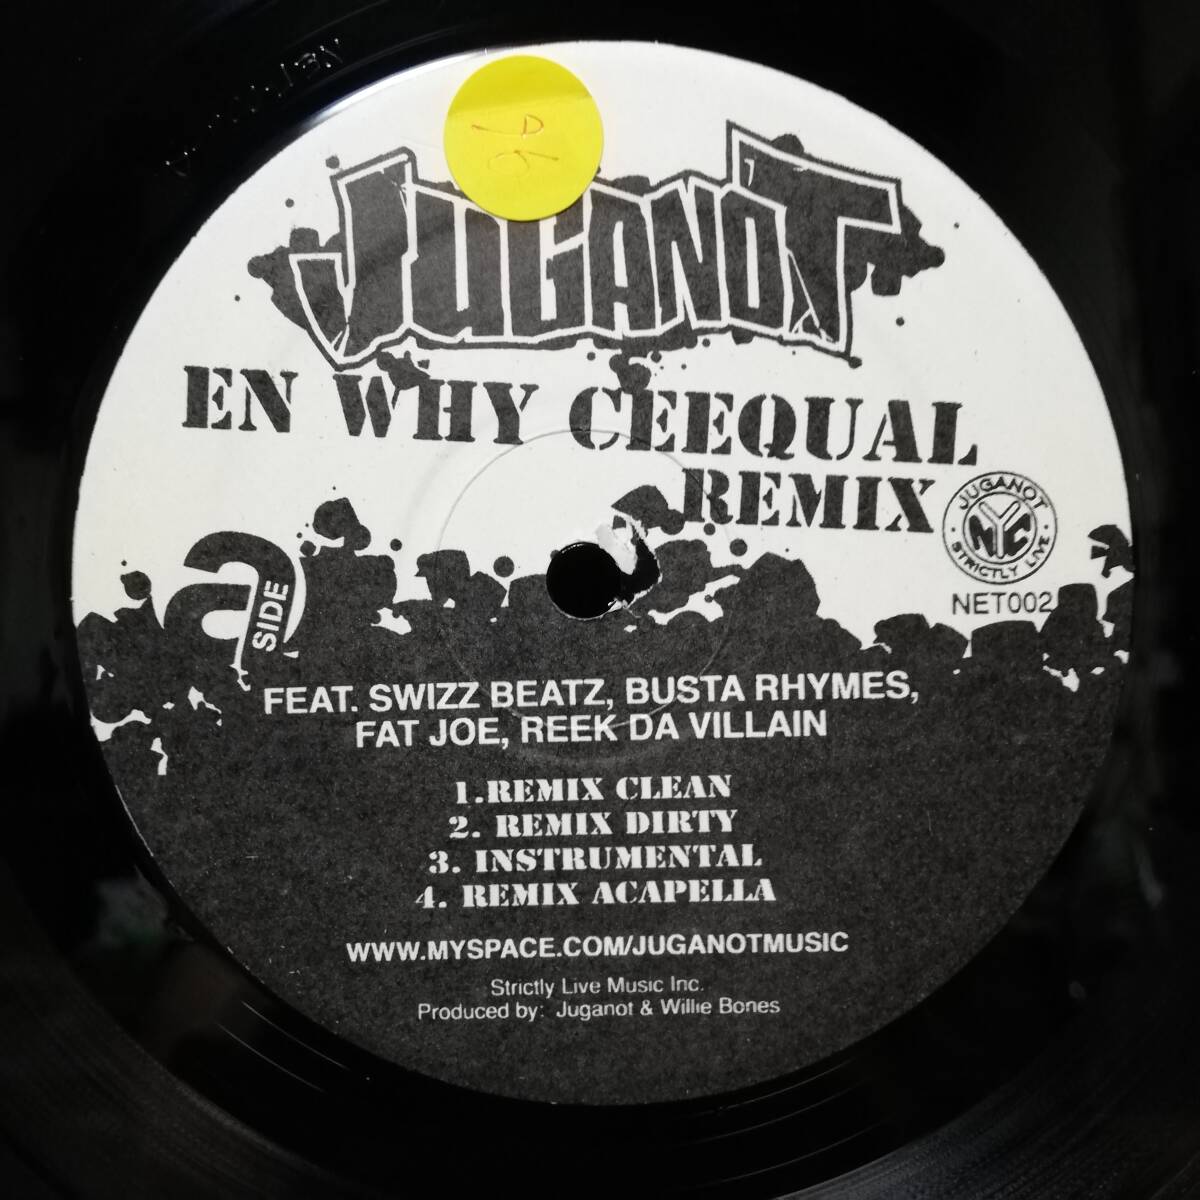 JUGANOT
EN WHY CEEQUAL
REMIX
JUGANOT
NYC
STRICTLY LIVE
NET002
a
SIDE
FEAT. SWIZZ BEATZ, BUSTA RHYMES,
FAT JOE, REEK DA VILLAIN
1.REMIX CLEAN
2. REMIX DIRTY
3. INSTRUMENTAL
4. REMIX ACAPELLA
WWW.MYSPACE.COM/JUGANOTMUSIC
Strictly Live Music Inc.
Produced by: Juganot & Willie Bones